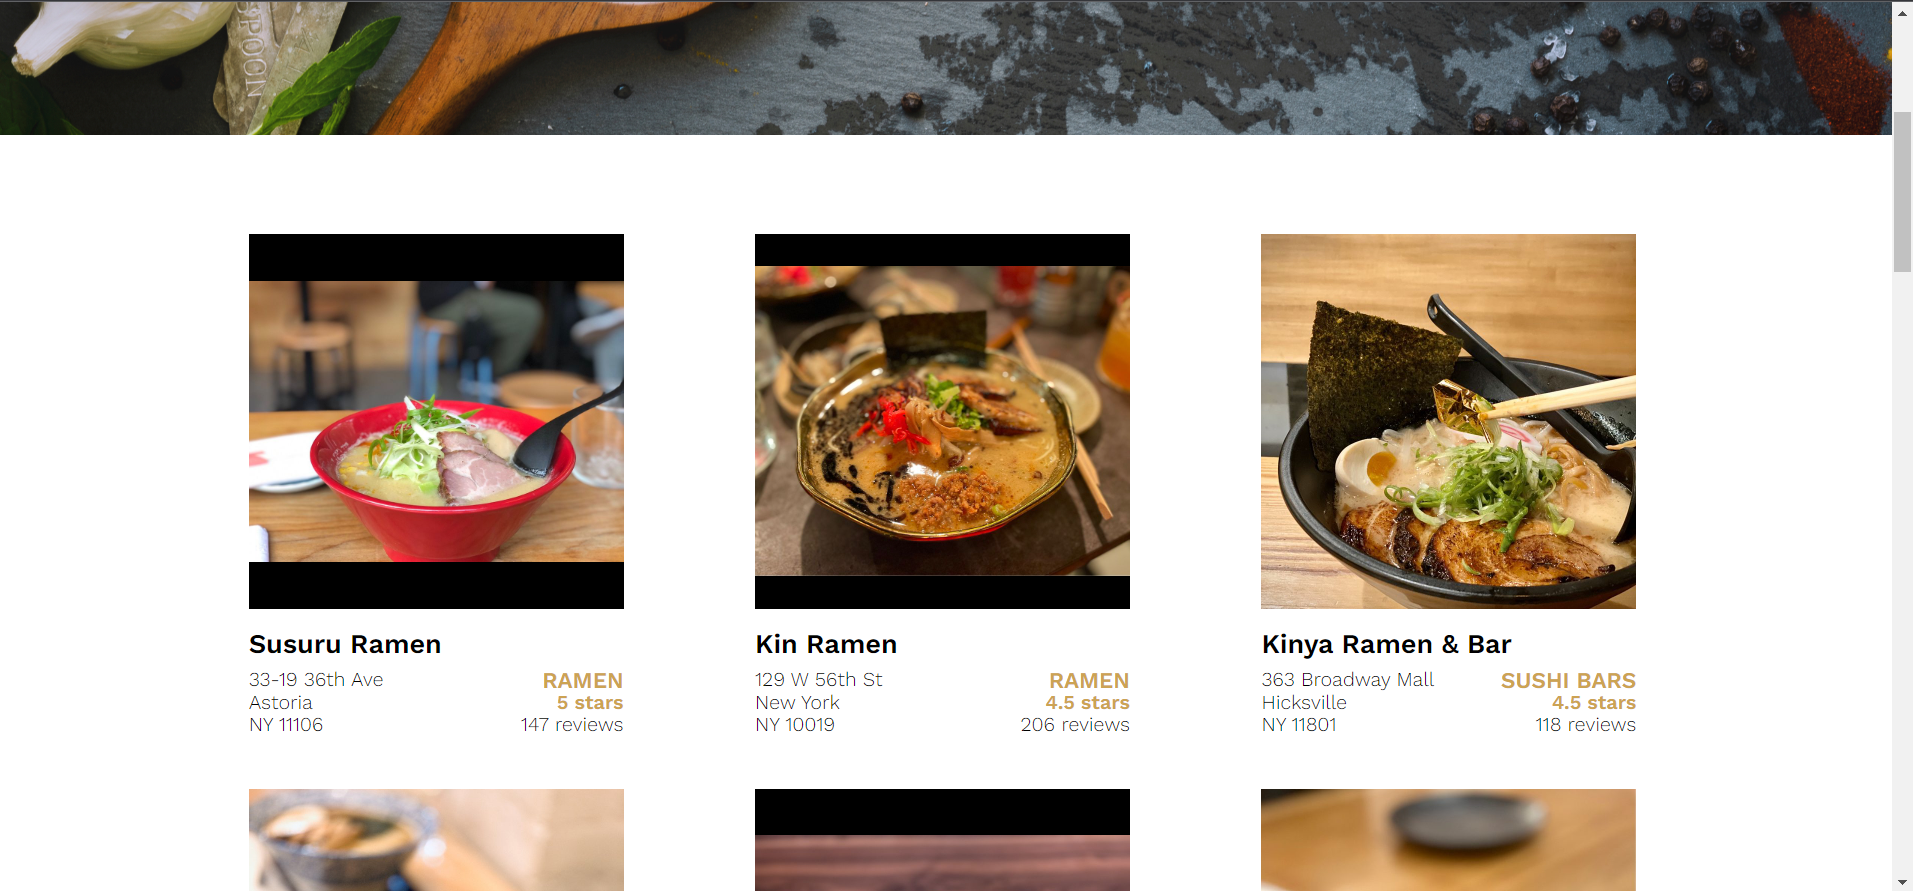 SPOON
Susuru Ramen
33-19 36th Ave
Astoria
NY 11106
RAMEN
5 stars
147 reviews
Kin Ramen
129 W 56th St
New York
NY 10019
RAMEN
4.5 stars
206 reviews
Kinya Ramen & Bar
363 Broadway Mall
Hicksville
NY 11801
SUSHI BARS
4.5 stars
118 reviews